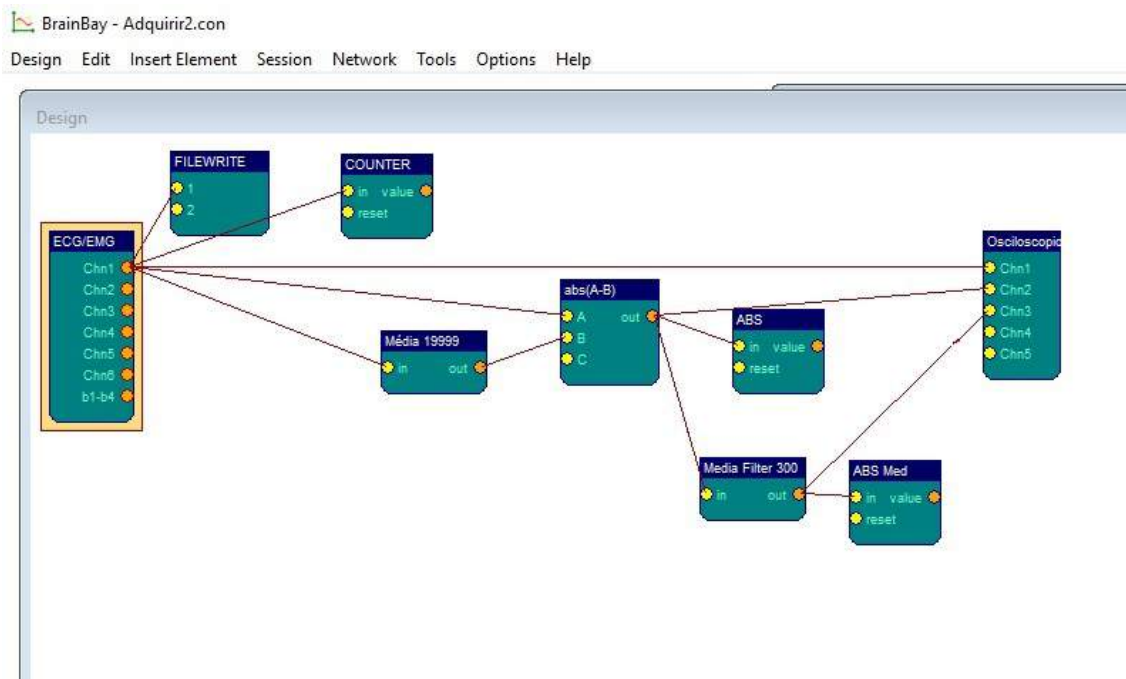 BrainBay - Adquirir2.con
Design Edit Insert Element Session Network Tools Options Help
Design
FILEWRITE
1
2
COUNTER
in value
reset
ECG/EMG
Chn1
Chn2
Chn3
Chn4
Chn5
Chn6
b1-b4
Média 19999
in out
abs(A-B)
A out
B
C
ABS
in value
reset
Osciloscopio
Chn1
Chn2
Chn3
Chn4
Chn5
Media Filter 300
in out
ABS Med
in value
reset